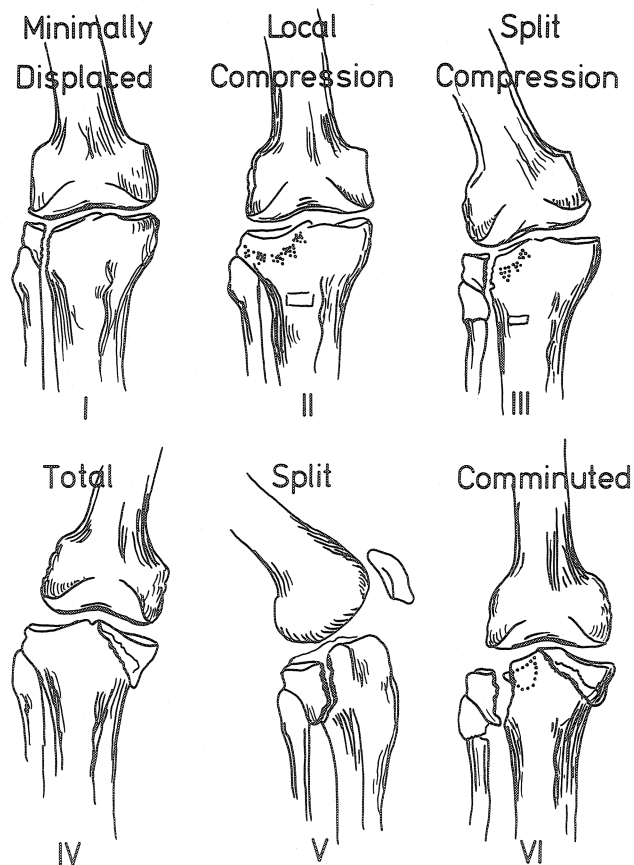 Minimally
Displaced
Local
Compression
Split
Compression
I
II
III
Total
Split
Comminuted
IV
V
VI